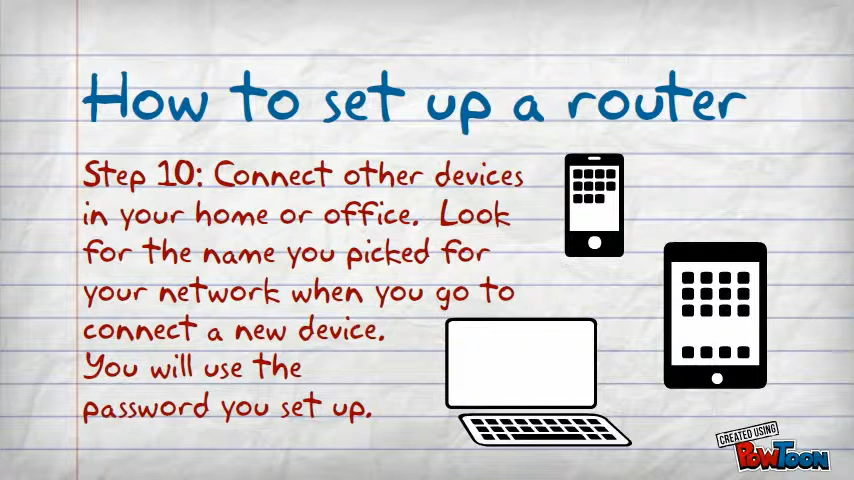 How to set up a router
Step 10: Connect other devices
in your home or office. Look
for the name you picked for
your network when you go to
connect a new device.
You will use the
password you set up.
CREATED USING
POWTOON